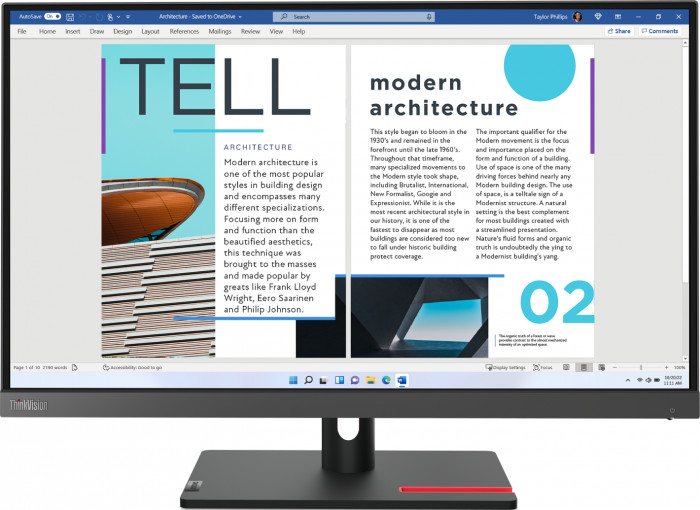 AutoSave On
Architecture - Saved to OneDrive
Search
Taylor Phillips
File Home Insert Draw Design Layout References Mailings Review View Help
Share Comments
TELL
ARCHITECTURE
Modern architecture is
one of the most popular
styles in building design
and encompasses many
different specializations.
Focusing more on form
and function than the
beautified aesthetics,
this technique was
brought to the masses
and made popular by
greats like Frank Lloyd
Wright, Eero Saarinen
and Philip Johnson.
modern
architecture
This style began to bloom in the
1930's and remained in the
forefront until the late 1960's.
Throughout that timeframe,
many specialized movements to
the Modern style took shape,
including Brutalist, International,
New Formalist, Googie and
Expressionist. While it is the
most recent architectural style in
our history, it is one of the
fastest to disappear as most
buildings are considered too new
to fall under historic building
protect coverage.
The important qualifier for the
Modern movement is the focus
and importance placed on the
form and function of a building.
Use of space is one of the many
driving forces behind nearly any
Modern building design. The use
of space, is a telltale sign of a
Modernist structure. A natural
setting is the best complement
for most buildings created with
a streamlined presentation.
Nature's fluid forms and organic
truth is undoubtedly the ying to
a Modernist building's yang.
02
The organic truth of a forest or wave
provides contrast to the almost mechanized
intensity of an optimized space.
Page 1 of 10 2190 words
Accessibility: Good to go
Display Settings Focus
100%
10/20/22
11:11 AM
ThinkVision